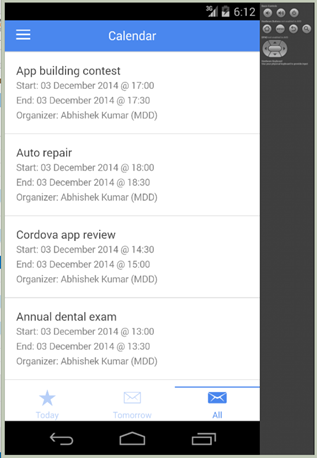 3G 6:12
Calendar
App building contest
Start: 03 December 2014 @ 17:00
End: 03 December 2014 @ 17:30
Organizer: Abhishek Kumar (MDD)
Auto repair
Start: 03 December 2014 @ 18:00
End: 03 December 2014 @ 18:30
Organizer: Abhishek Kumar (MDD)
Cordova app review
Start: 03 December 2014 @ 14:30
End: 03 December 2014 @ 15:00
Organizer: Abhishek Kumar (MDD)
Annual dental exam
Start: 03 December 2014 @ 13:00
End: 03 December 2014 @ 13:30
Organizer: Abhishek Kumar (MDD)
Today Tomorrow All